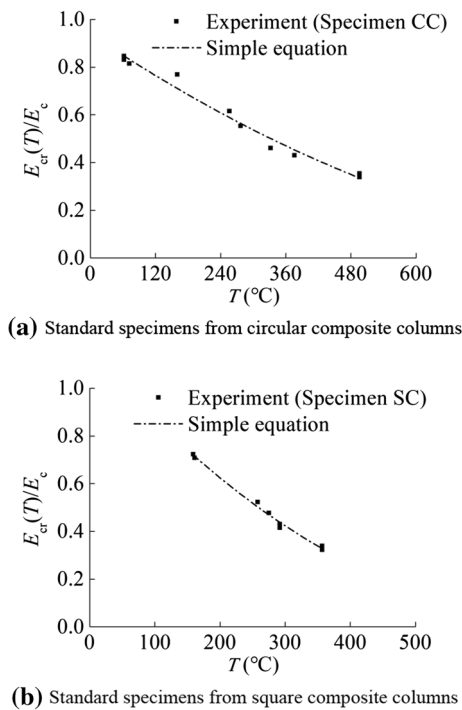 Experiment (Specimen CC)
Simple equation
E_cr(T)/E_c
1.0
0.8
0.6
0.4
0.2
0.0
0 120 240 360 480 600
T (°C)
(a) Standard specimens from circular composite columns
Experiment (Specimen SC)
Simple equation
E_cr(T)/E_c
1.0
0.8
0.6
0.4
0.2
0.0
0 100 200 300 400 500
T (°C)
(b) Standard specimens from square composite columns